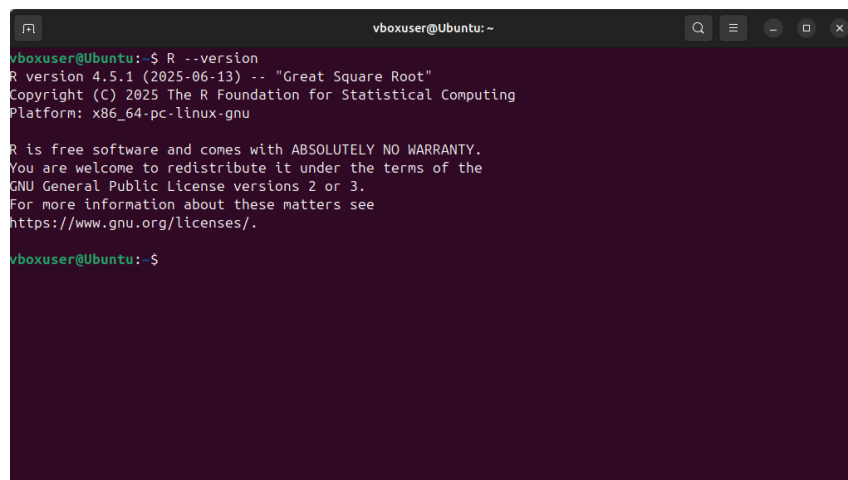 vboxuser@Ubuntu: ~
vboxuser@Ubuntu:~$ R --version
R version 4.5.1 (2025-06-13) -- "Great Square Root"
Copyright (C) 2025 The R Foundation for Statistical Computing
Platform: x86_64-pc-linux-gnu
R is free software and comes with ABSOLUTELY NO WARRANTY.
You are welcome to redistribute it under the terms of the
GNU General Public License versions 2 or 3.
For more information about these matters see
https://www.gnu.org/licenses/.
vboxuser@Ubuntu:~$